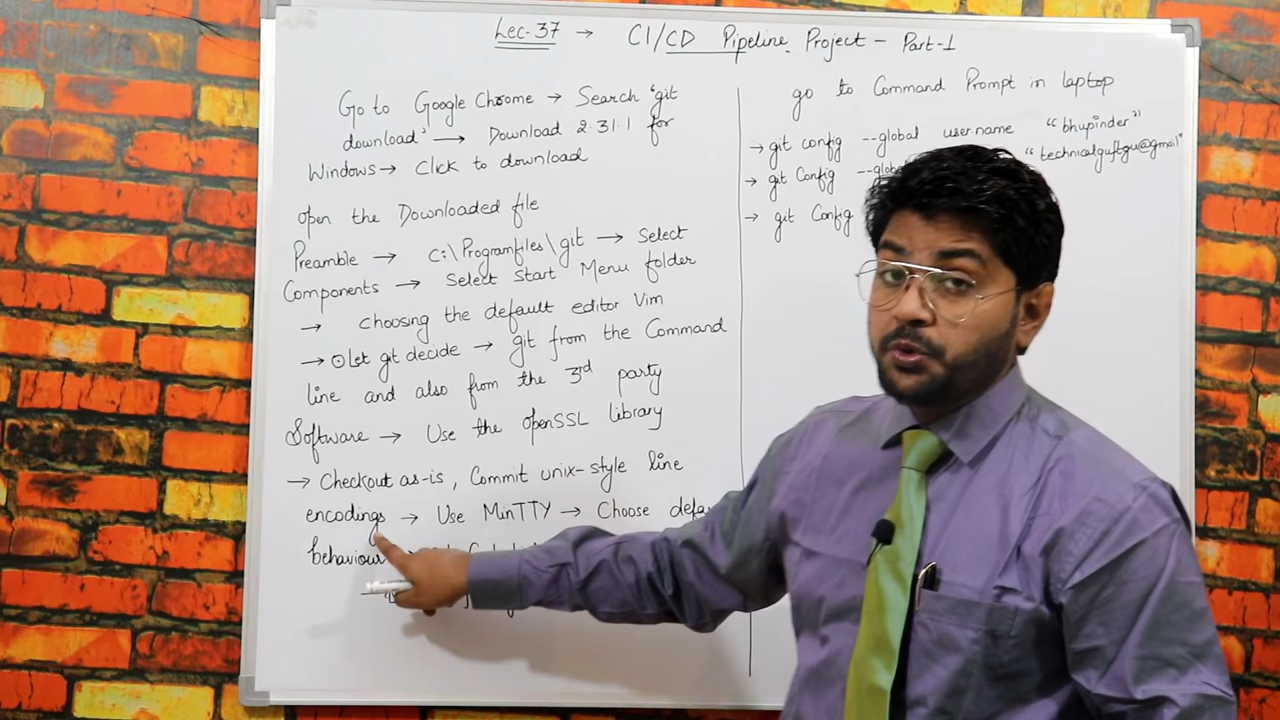 Lec-37 → CI/CD Pipeline Project - Part-1
Go to Google Chrome → Search "git
download" → Download 2.31.1 for
Windows → Click to download
open the Downloaded file
Preamble → C:\Programfiles\git → Select
Components → Select Start Menu folder
→ choosing the default editor Vim
→ ⊙Let git decide → git from the Command
line and also from the 3rd party
Software → Use the openSSL library
→ Checkout as-is, Commit unix-style line
encodings → Use MinTTY → Choose defau
behaviour
go to Command Prompt in laptop
→ git config --global user.name "bhupinder"
→ git Config --global "technicalguftgu@gmail"
→ git Config